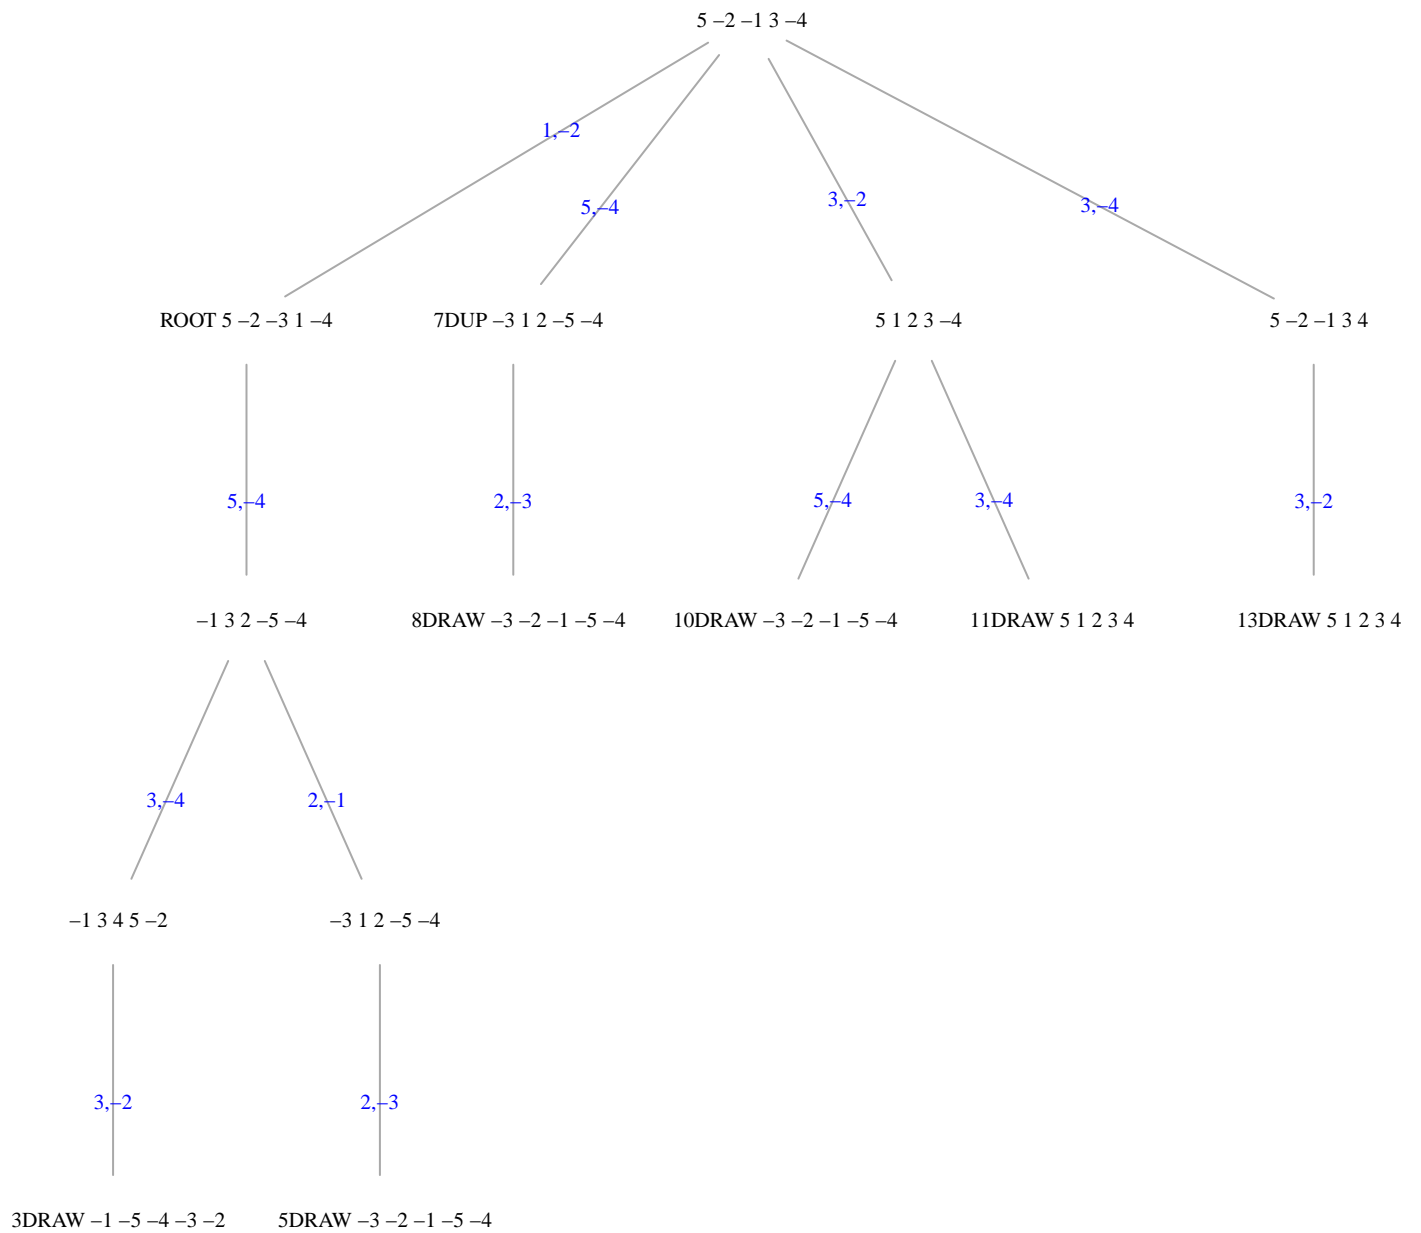 5 –2 –1 3 –4
1,–2
5,–4
3,–2
3,–4
ROOT 5 –2 –3 1 –4
7DUP –3 1 2 –5 –4
5 1 2 3 –4
5 –2 –1 3 4
5,–4
2,–3
5,–4
3,–4
3,–2
–1 3 2 –5 –4
8DRAW –3 –2 –1 –5 –4
10DRAW –3 –2 –1 –5 –4
11DRAW 5 1 2 3 4
13DRAW 5 1 2 3 4
3,–4
2,–1
–1 3 4 5 –2
–3 1 2 –5 –4
3,–2
2,–3
3DRAW –1 –5 –4 –3 –2
5DRAW –3 –2 –1 –5 –4